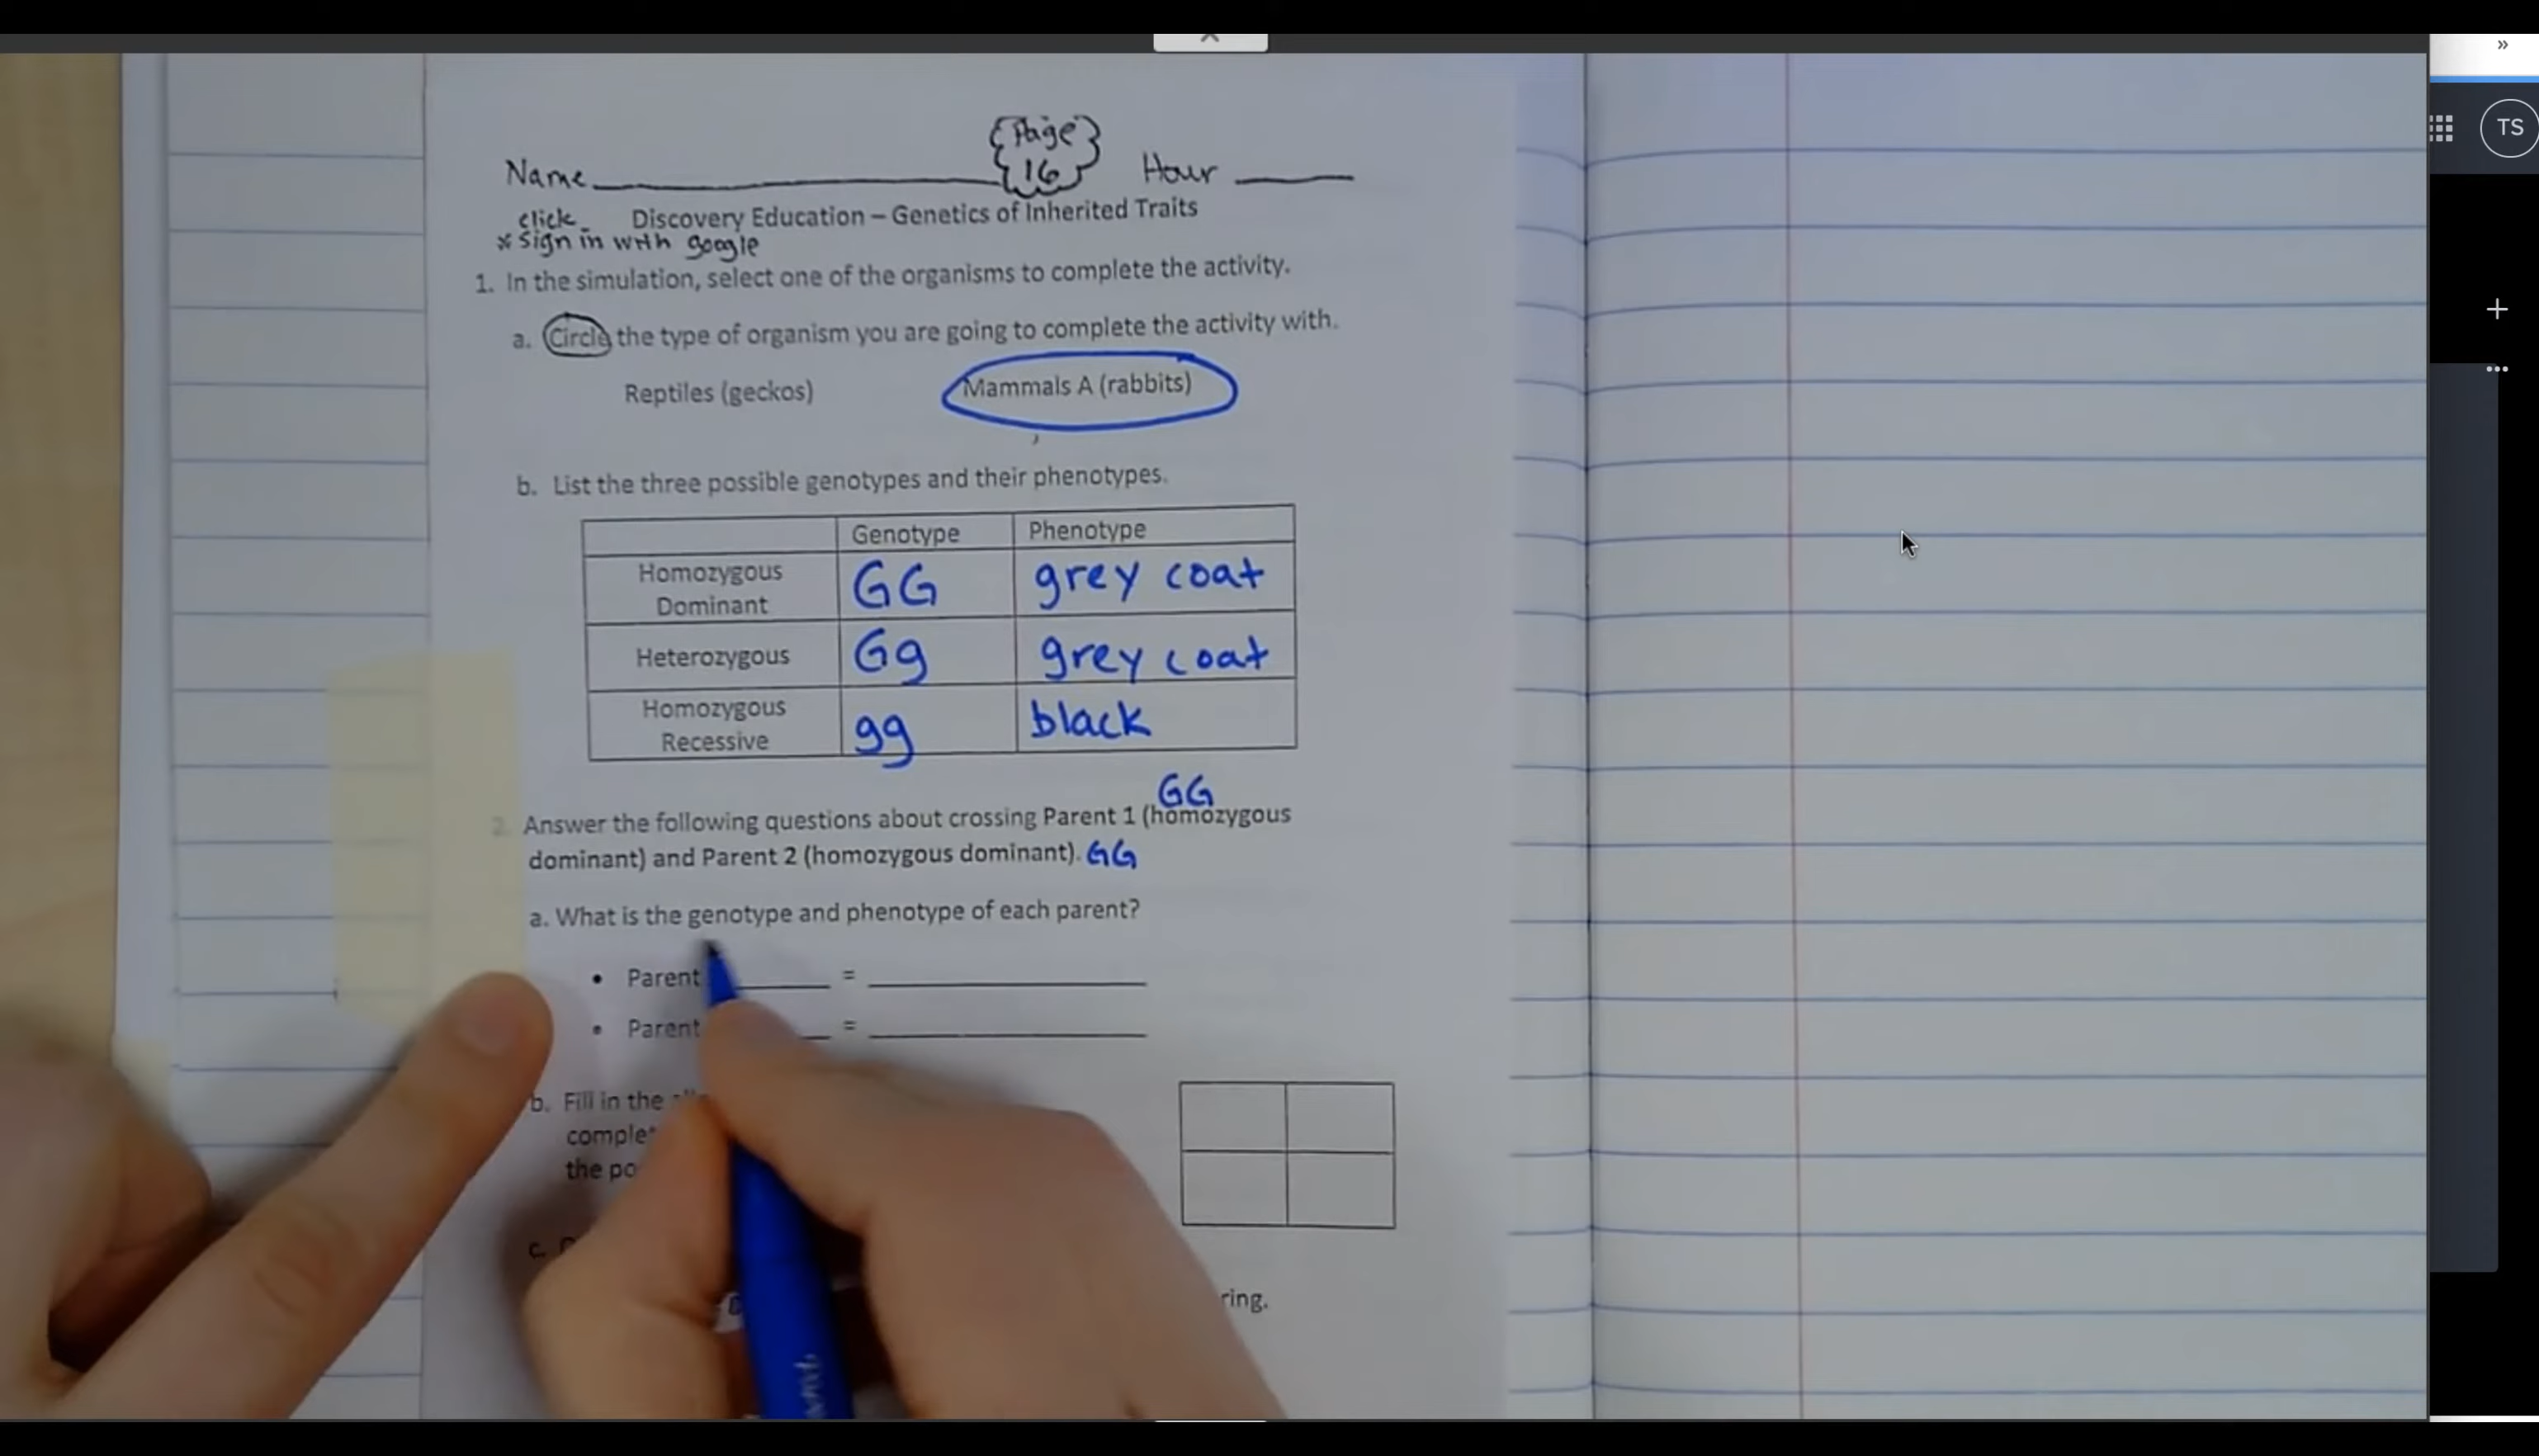 »
TS
Page
16
Name Hour
click Discovery Education – Genetics of Inherited Traits
* sign in with google
1. In the simulation, select one of the organisms to complete the activity.
a. Circle the type of organism you are going to complete the activity with.
Reptiles (geckos) Mammals A (rabbits)
b. List the three possible genotypes and their phenotypes.
Genotype Phenotype
Homozygous Dominant GG grey coat
Heterozygous Gg grey coat
Homozygous Recessive gg black
GG
2. Answer the following questions about crossing Parent 1 (homozygous
dominant) and Parent 2 (homozygous dominant). GG
a. What is the genotype and phenotype of each parent?
• Parent =
• Parent =
b. Fill in the
the
c.